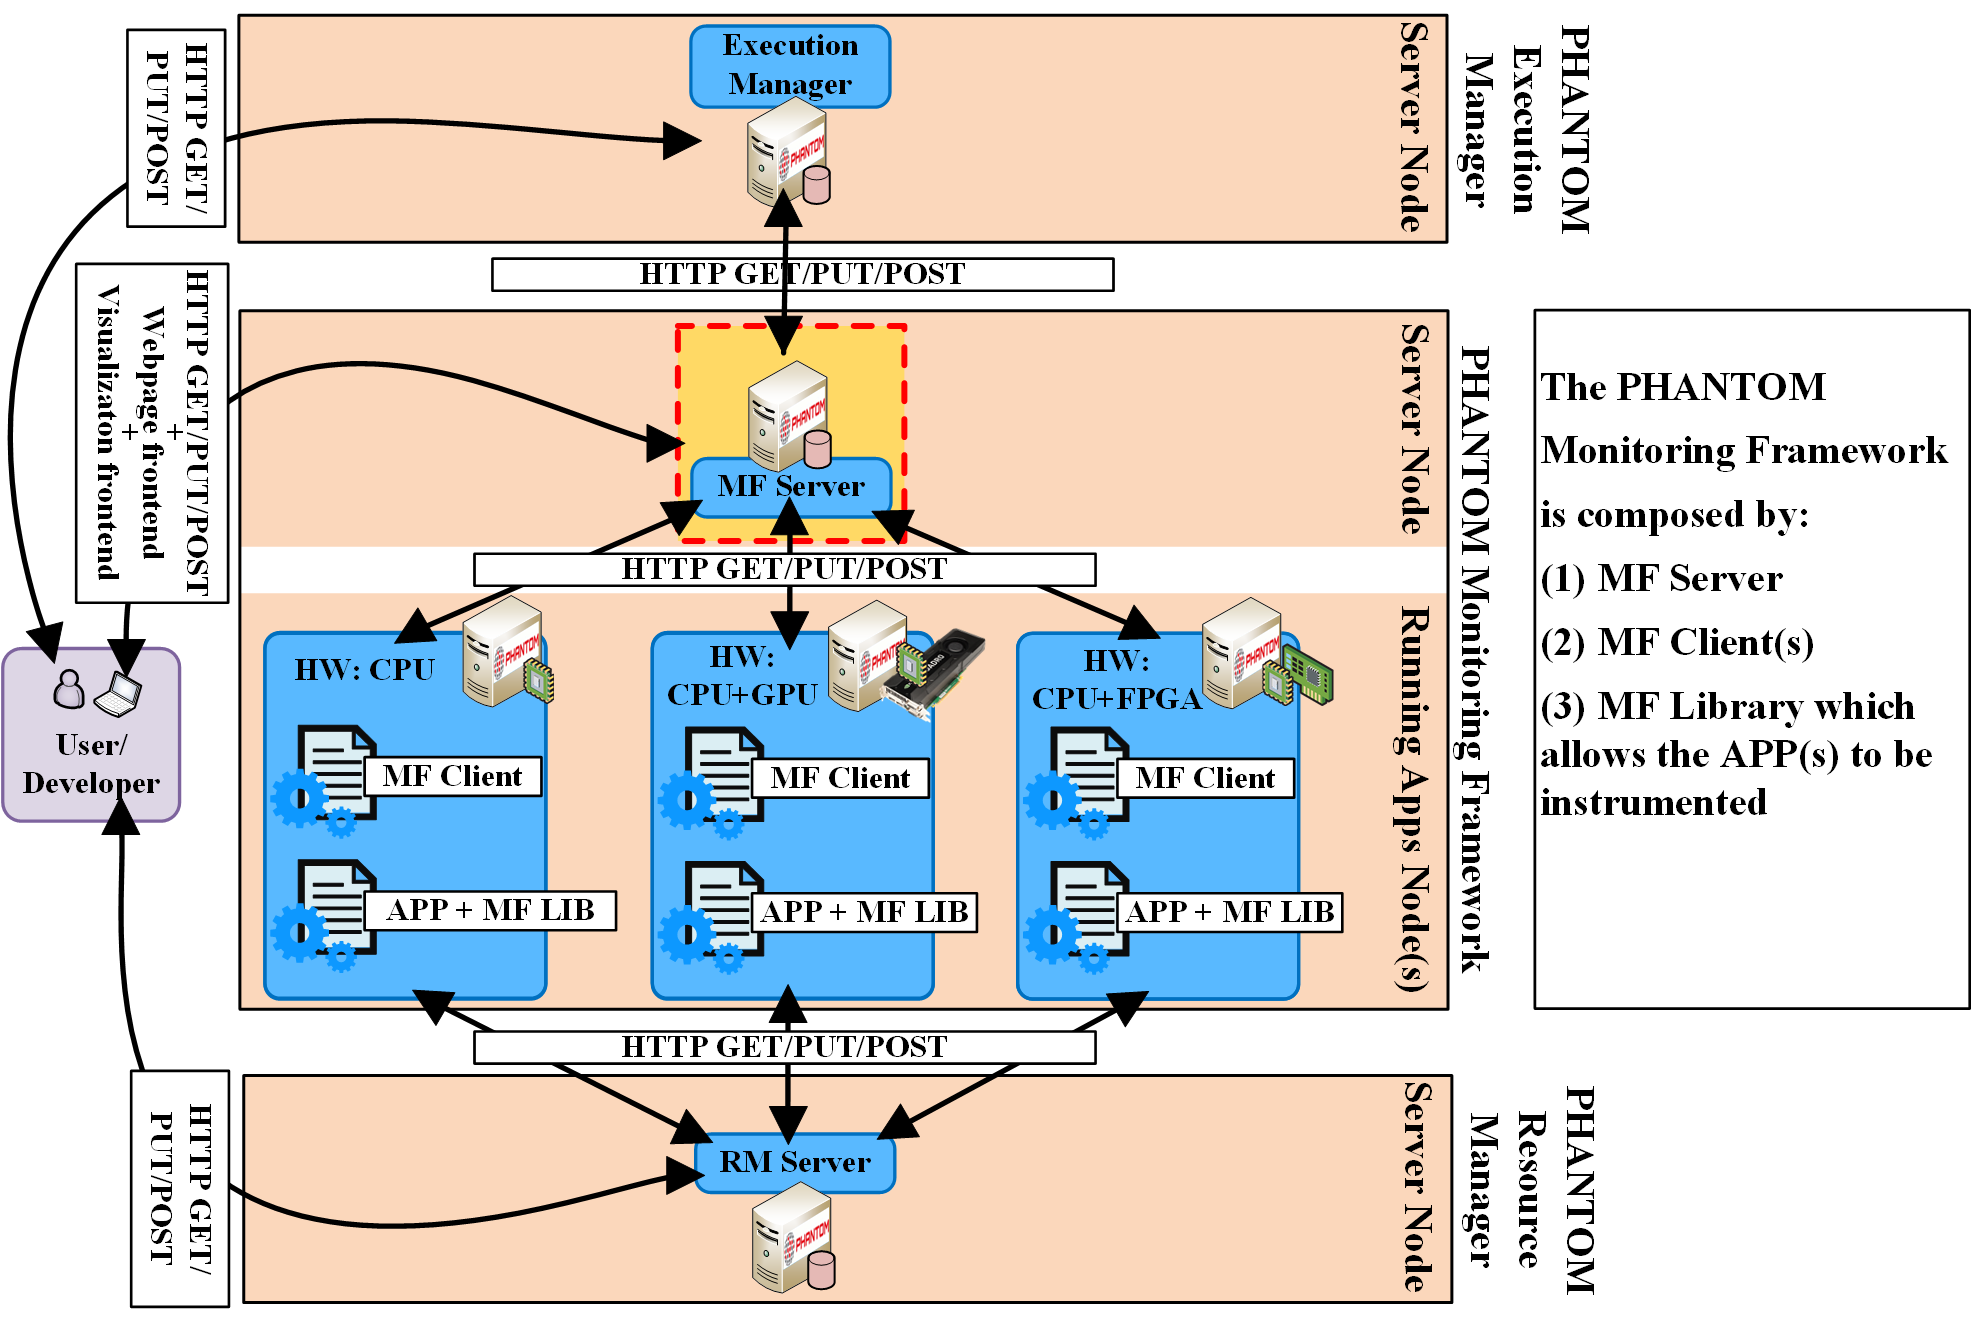 Execution
Manager
PHANTOM
Server Node
PHANTOM
Execution
Manager
HTTP GET/
PUT/POST
HTTP GET/PUT/POST
HTTP GET/PUT/POST
+
Webpage frontend
+
Visualizaton frontend
PHANTOM
MF Server
Server Node
PHANTOM Monitoring Framework
HTTP GET/PUT/POST
The PHANTOM
Monitoring Framework
is composed by:
(1) MF Server
(2) MF Client(s)
(3) MF Library which
allows the APP(s) to be
instrumented
User/
Developer
HW: CPU
PHANTOM
MF Client
APP + MF LIB
HW:
CPU+GPU
PHANTOM
QUADRO
MF Client
APP + MF LIB
HW:
CPU+FPGA
PHANTOM
MF Client
APP + MF LIB
Running Apps Node(s)
HTTP GET/PUT/POST
HTTP GET/
PUT/POST
RM Server
PHANTOM
Server Node
PHANTOM
Resource
Manager